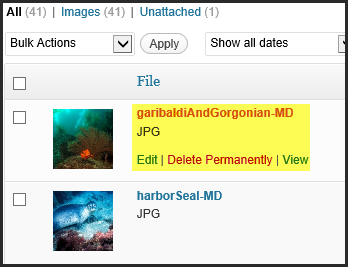 All (41) | Images (41) | Unattached (1)
Bulk Actions Apply Show all dates
File
garibaldiAndGorgonian-MD
JPG
Edit | Delete Permanently | View
harborSeal-MD
JPG